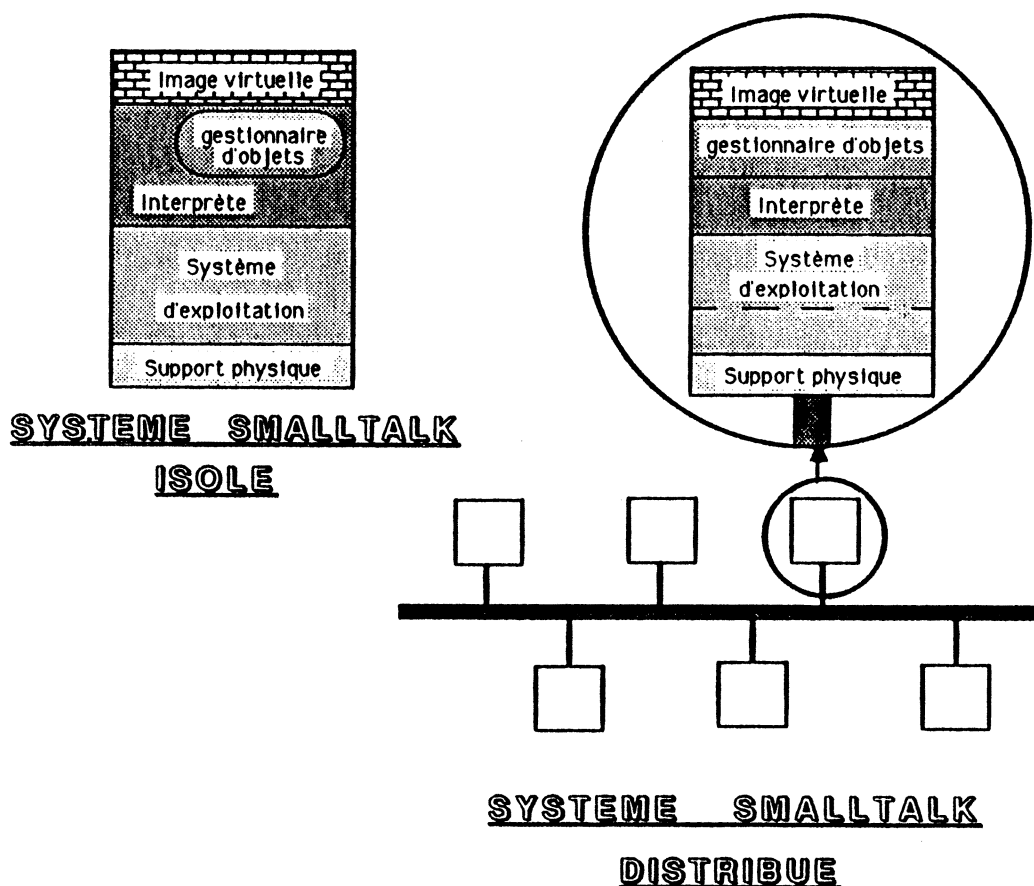 Image virtuelle
gestionnaire
d'objets
Interprète
Système
d'exploitation
Support physique
SYSTEME SMALLTALK
ISOLE
Image virtuelle
gestionnaire d'objets
Interprète
Système
d'exploitation
Support physique
SYSTEME SMALLTALK
DISTRIBUE